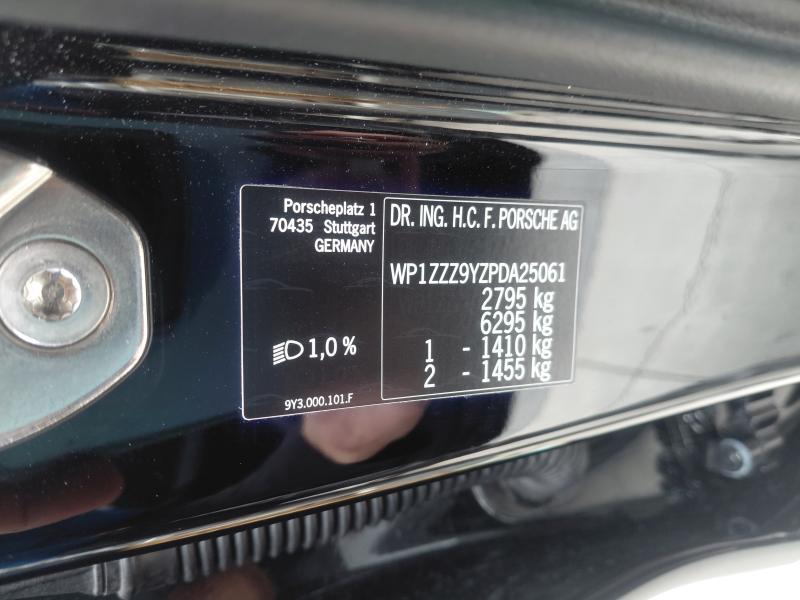 Porscheplatz 1
70435 Stuttgart
GERMANY
1,0 %
9Y3.000.101.F
DR. ING. H.C. F. PORSCHE AG
WP1ZZZ9YZPDA25061
2795 kg
6295 kg
1 - 1410 kg
2 - 1455 kg